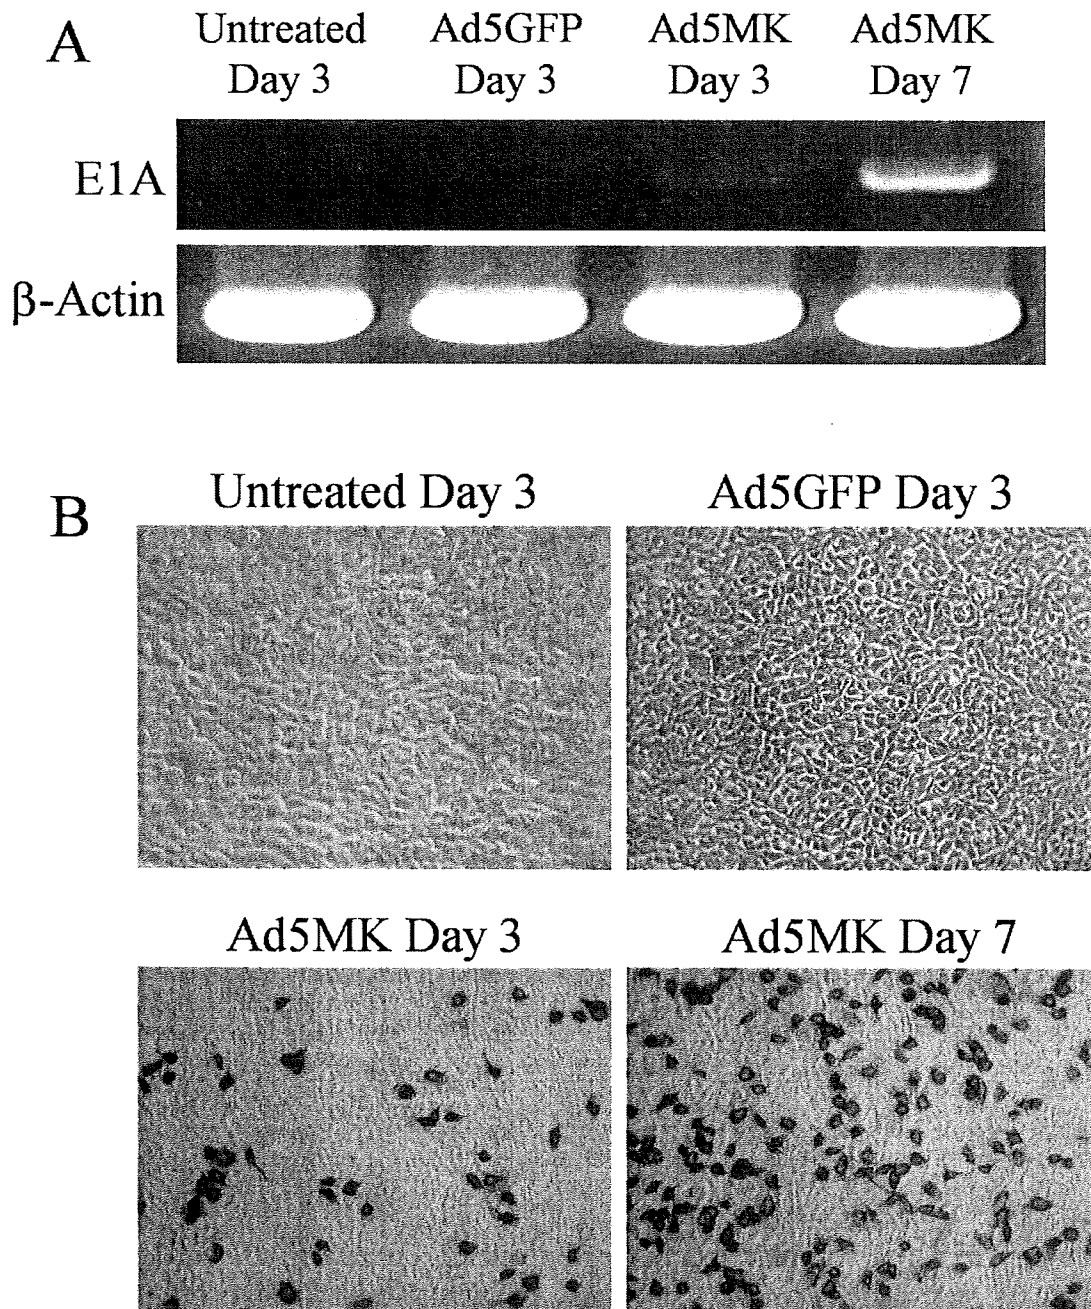 A
Untreated Day 3
Ad5GFP Day 3
Ad5MK Day 3
Ad5MK Day 7
E1A
β-Actin
B
Untreated Day 3
Ad5GFP Day 3
Ad5MK Day 3
Ad5MK Day 7